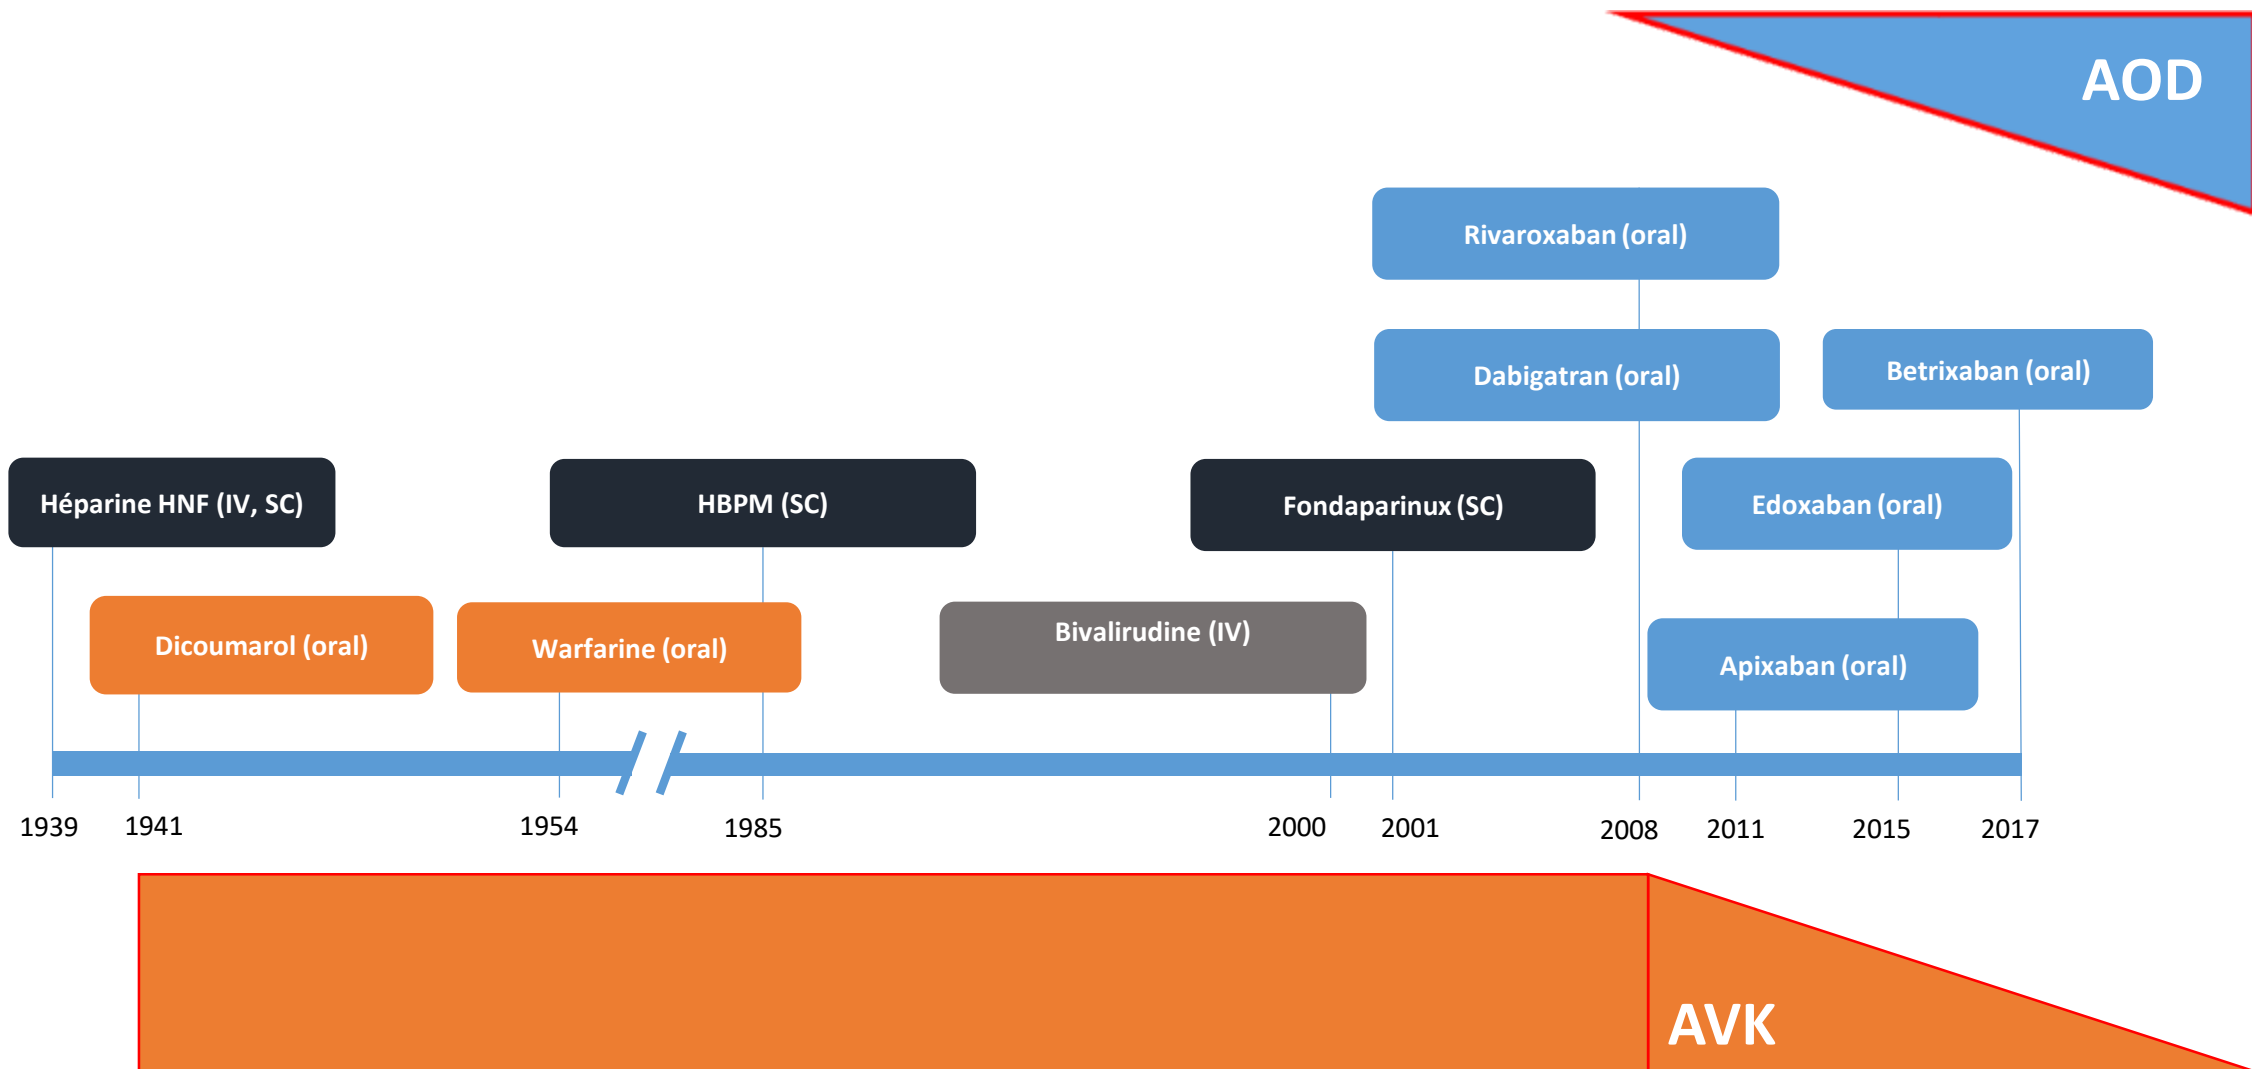 AOD
Rivaroxaban (oral)
Dabigatran (oral)
Betrixaban (oral)
Héparine HNF (IV, SC)
HBPM (SC)
Fondaparinux (SC)
Edoxaban (oral)
Dicoumarol (oral)
Warfarine (oral)
Bivalirudine (IV)
Apixaban (oral)
1939
1941
1954
1985
2000
2001
2008
2011
2015
2017
AVK